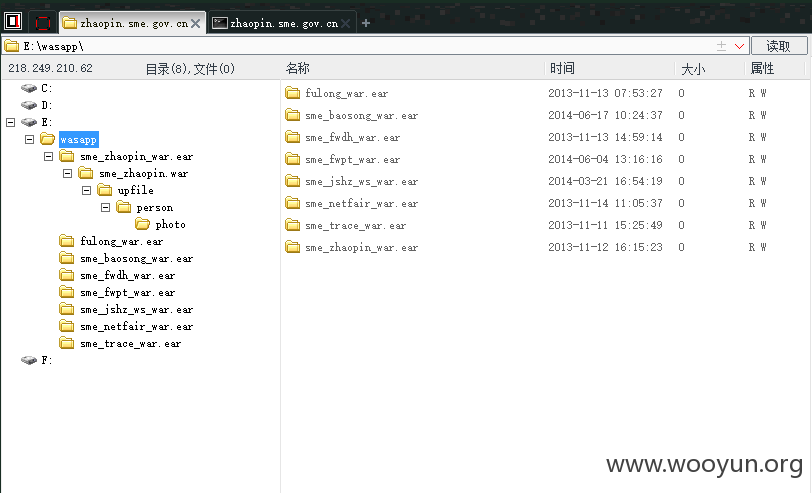 zhaopin.sme.gov.cn
zhaopin.sme.gov.cn
E:\wasapp\
读取
218.249.210.62
目录(8),文件(0)
名称
时间
大小
属性
C:
D:
E:
wasapp
sme_zhaopin_war.ear
sme_zhaopin.war
upfile
person
photo
fulong_war.ear
sme_baosong_war.ear
sme_fwdh_war.ear
sme_fwpt_war.ear
sme_jshz_ws_war.ear
sme_netfair_war.ear
sme_trace_war.ear
F:
fulong_war.ear 2013-11-13 07:53:27 0 R W
sme_baosong_war.ear 2014-06-17 10:24:37 0 R W
sme_fwdh_war.ear 2013-11-13 14:59:14 0 R W
sme_fwpt_war.ear 2014-06-04 13:16:16 0 R W
sme_jshz_ws_war.ear 2014-03-21 16:54:19 0 R W
sme_netfair_war.ear 2013-11-14 11:05:37 0 R W
sme_trace_war.ear 2013-11-11 15:25:49 0 R W
sme_zhaopin_war.ear 2013-11-12 16:15:23 0 R W
www.wooyun.org